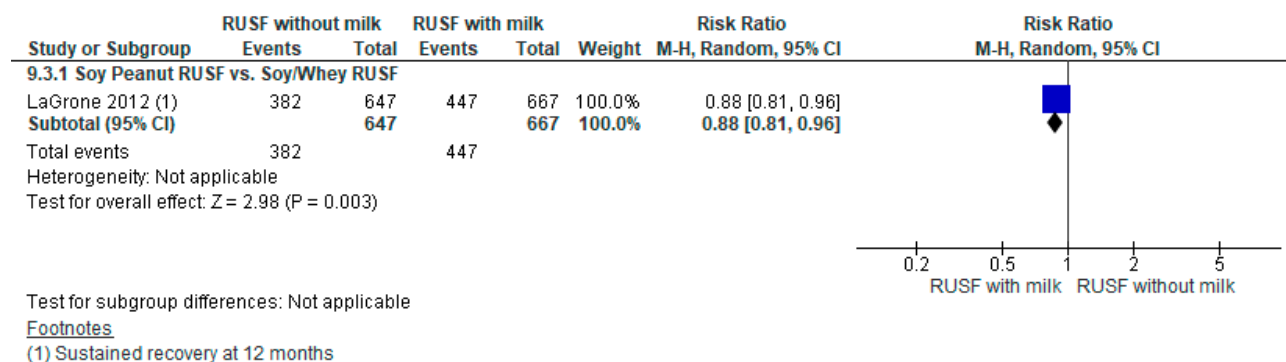 RUSF without milk RUSF with milk Risk Ratio Risk Ratio
Study or Subgroup Events Total Events Total Weight M-H, Random, 95% CI M-H, Random, 95% CI
9.3.1 Soy Peanut RUSF vs. Soy/Whey RUSF
LaGrone 2012 (1) 382 647 447 667 100.0% 0.88 [0.81, 0.96]
Subtotal (95% CI) 647 667 100.0% 0.88 [0.81, 0.96]
Total events 382 447
Heterogeneity: Not applicable
Test for overall effect: Z = 2.98 (P = 0.003)
0.2 0.5 1 2 5
RUSF with milk RUSF without milk
Test for subgroup differences: Not applicable
Footnotes
(1) Sustained recovery at 12 months